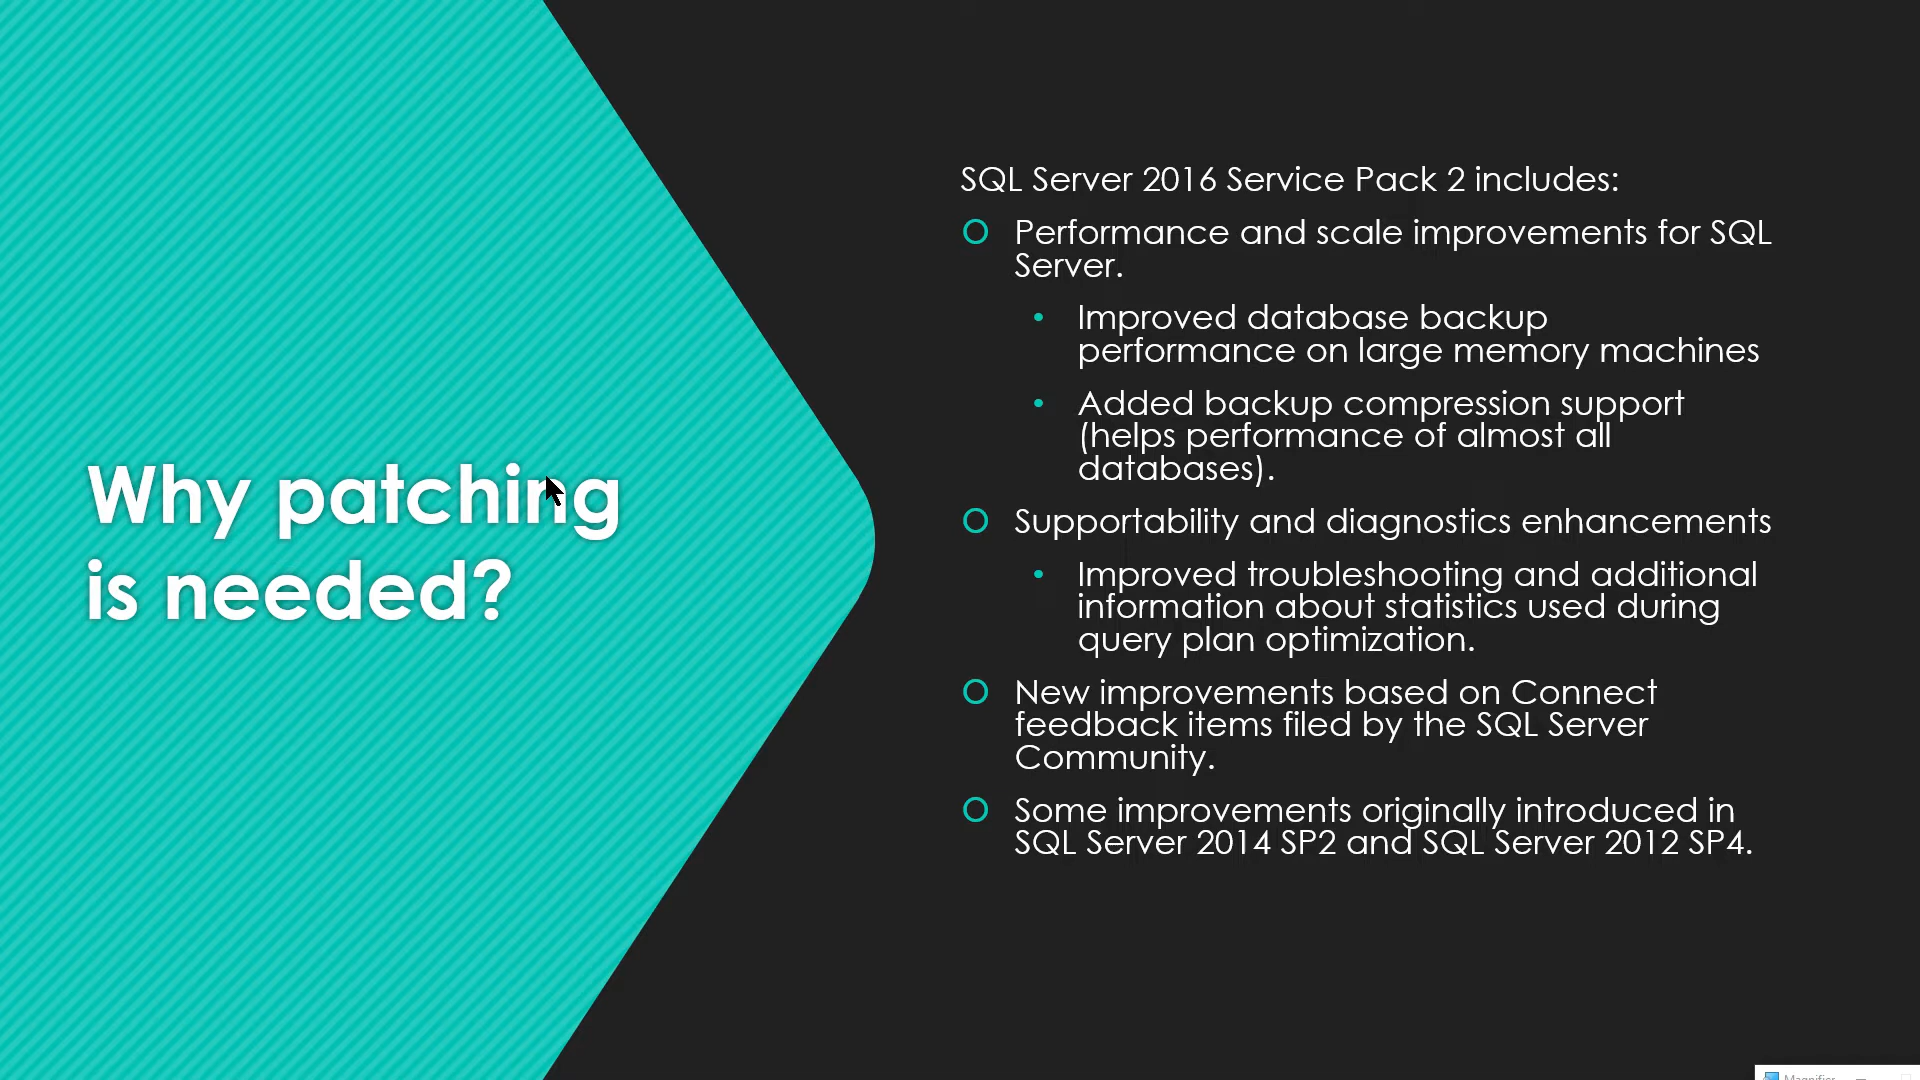 Why patching
is needed?
SQL Server 2016 Service Pack 2 includes:
Performance and scale improvements for SQL
Server.
Improved database backup
performance on large memory machines
Added backup compression support
(helps performance of almost all
databases).
Supportability and diagnostics enhancements
Improved troubleshooting and additional
information about statistics used during
query plan optimization.
New improvements based on Connect
feedback items filed by the SQL Server
Community.
Some improvements originally introduced in
SQL Server 2014 SP2 and SQL Server 2012 SP4.
Magnifier